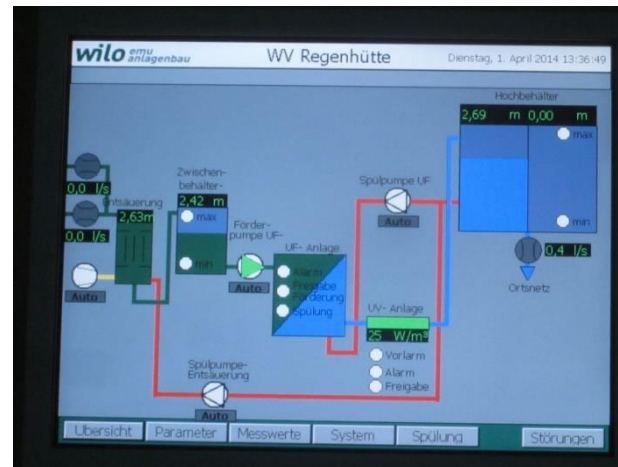 wilo emu anlagenbau
WV Regenhütte
Dienstag, 1. April 2014 13:36:49
Hochbehälter
2,69 m 0,00 m
max
min
0,4 l/s
Ortsnetz
Zwischen-
behälter-
2,42 m
max
min
0,0 l/s
Entsäuerung
2,63m
0,0 l/s
Auto
Förder-
pumpe UF-
Auto
Spülpumpe UF
Auto
UF- Anlage
Alarm
Freigabe
Förderung
Spülung
UV- Anlage
25 W/m²
Vorlarm
Alarm
Freigabe
Spülpumpe-
Entsäuerung
Auto
Übersicht
Parameter
Messwerte
System
Spülung
Störungen